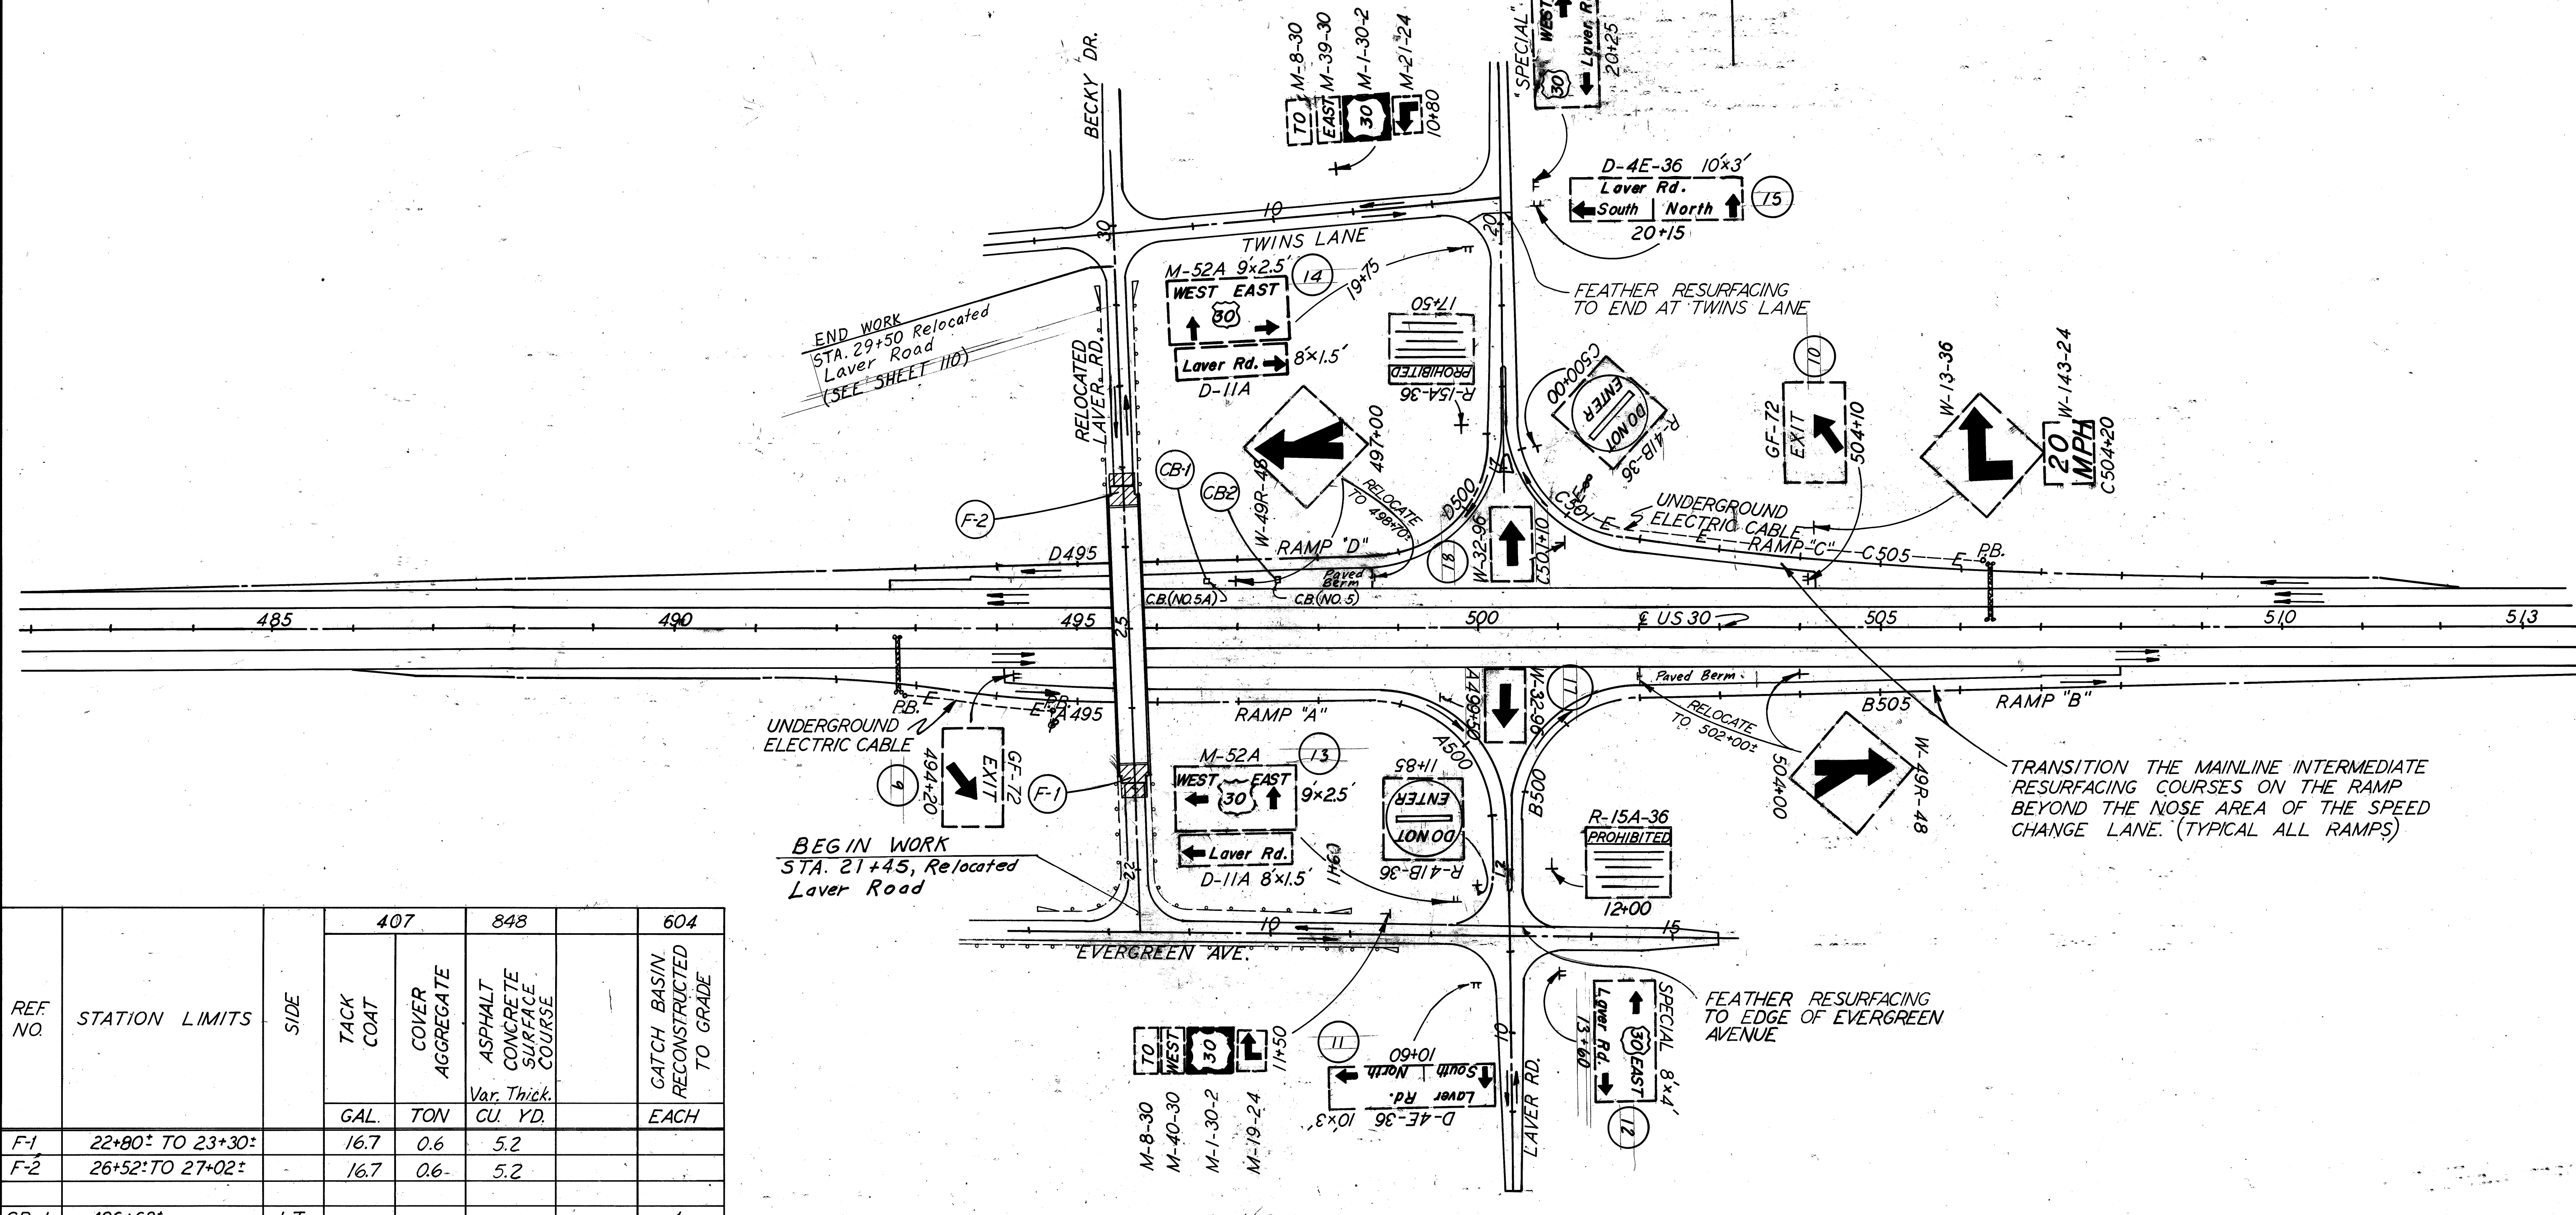 BECKY DR.
TO M-8-30
EAST M-39-30
30 M-1-30-2
M-21-24
10+80
"SPECIAL"
WEST
30
Laver R
20+25
D-4E-36 10'x3'
Laver Rd.
South | North
20+15
15
30
10
20
TWINS LANE
M-52A 9'x2.5'
14
WEST EAST
30
Laver Rd. 8'x1.5'
D-11A
19+75
17+50
PROHIBITED
R-15A-36
FEATHER RESURFACING
TO END AT TWINS LANE
END WORK
STA. 29+50 Relocated
Laver Road
(SEE SHEET 110)
RELOCATED
LAVER RD.
C500+00
DO NOT
ENTER
R-41B-36
10
GF-72
EXIT
504+10
W-13-36
20
MPH
W-143-24
C504+20
CB-1
CB-2
W-49R-48
497+00
RELOCATE
TO 498+70±
F-2
17
D500
C501
E
UNDERGROUND
ELECTRIC CABLE
E
E
RAMP "C"
C505
E
P.B.
D495
RAMP "D"
18
W-32-96
C501+10
Paved
Berm
C.B.(NO.5A)
C.B.(NO.5)
485
490
495
25
500
℄ US 30
505
510
513
P.B.
E
E
P.B.
A495
UNDERGROUND
ELECTRIC CABLE
RAMP "A"
A499+50
W-32-96
17
Paved Berm
B505
RAMP "B"
RELOCATE
TO 502+00±
504+00
W-49R-48
9
494+20
EXIT
GF-72
F-1
M-52A
13
WEST EAST
30
9'x2.5'
Laver Rd.
D-11A 8'x1.5'
11+90
A500
B500
11+85
DO NOT
ENTER
R-41B-36
R-15A-36
PROHIBITED
12+00
TRANSITION THE MAINLINE INTERMEDIATE
RESURFACING COURSES ON THE RAMP
BEYOND THE NOSE AREA OF THE SPEED
CHANGE LANE. (TYPICAL ALL RAMPS)
BEGIN WORK
STA. 21+45, Relocated
Laver Road
22
12
10
15
EVERGREEN AVE.
10
LAVER RD.
FEATHER RESURFACING
TO EDGE OF EVERGREEN
AVENUE
SPECIAL 8'x4'
30 EAST
Laver Rd.
13+60
12
TO
WEST
30
11+50
M-8-30
M-40-30
M-1-30-2
M-19-24
11
10+60
South | North
Laver Rd.
D-4E-36 10'x3'
407 848 604
REF. NO.
STATION LIMITS
SIDE
TACK COAT
COVER AGGREGATE
ASPHALT CONCRETE SURFACE COURSE
Var. Thick.
CATCH BASIN RECONSTRUCTED TO GRADE
GAL. TON CU. YD. EACH
F-1 22+80± TO 23+30± 16.7 0.6 5.2
F-2 26+52± TO 27+02± 16.7 0.6 5.2